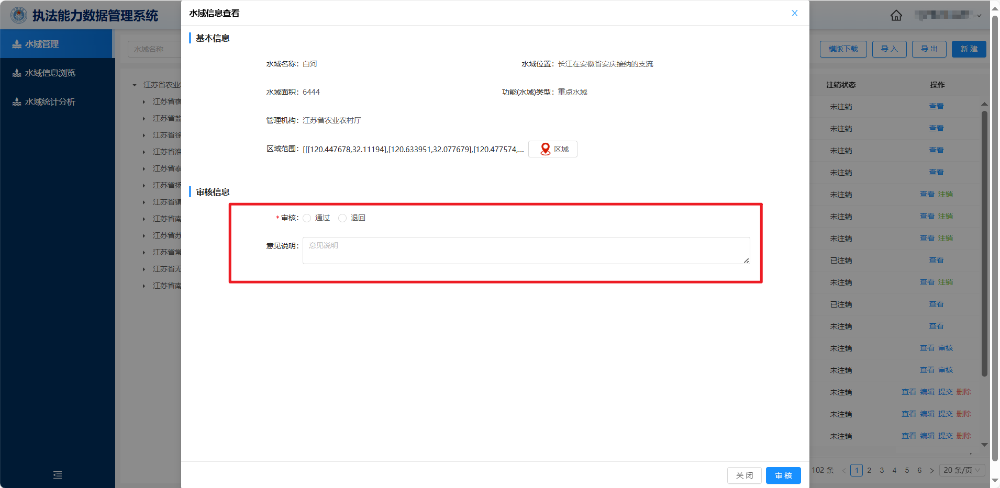 执法能力数据管理系统
水域管理
水域信息浏览
水域统计分析
水域名称
江苏省农业
江苏省宿
江苏省盐
江苏省徐
江苏省淮
江苏省泰
江苏省扬
江苏省镇
江苏省南
江苏省苏
江苏省常
江苏省无
江苏省南
水域信息查看
X
基本信息
水域名称：白河
水域位置：长江在安徽省安庆接纳的支流
水域面积：6444
功能(水域)类型：重点水域
管理机构：江苏省农业农村厅
区域范围：[[[120.447678,32.11194],[120.633951,32.077679],[120.477574,... 区域
审核信息
*审核： 通过 退回
意见说明： 意见说明
关 闭 审 核
模版下载 导 入 导 出 新 建
注销状态 操作
未注销 查看
未注销 查看
未注销 查看
未注销 查看
未注销 查看 注销
未注销 查看 注销
未注销 查看 注销
已注销 查看
未注销 查看 注销
已注销 查看
未注销 查看
未注销 查看 审核
未注销 查看 审核
未注销 查看 编辑 提交 删除
未注销 查看 编辑 提交 删除
未注销 查看 编辑 提交 删除
102 条 < 1 2 3 4 5 6 > 20 条/页